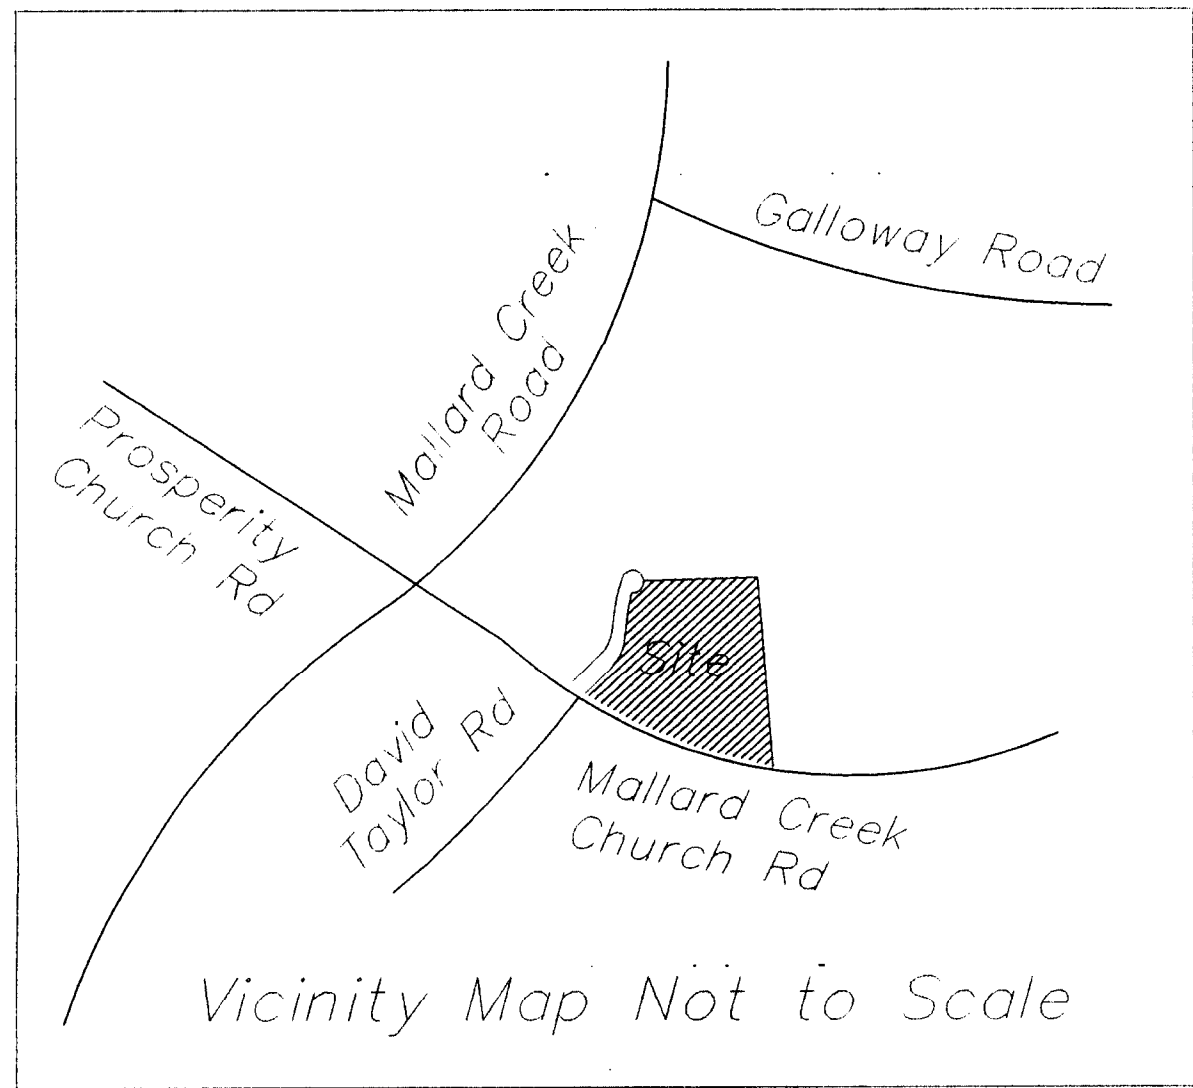 Galloway Road
Mallard Creek
Road
Prosperity
Church Rd
Site
David
Taylor Rd
Mallard Creek
Church Rd
Vicinity Map Not to Scale